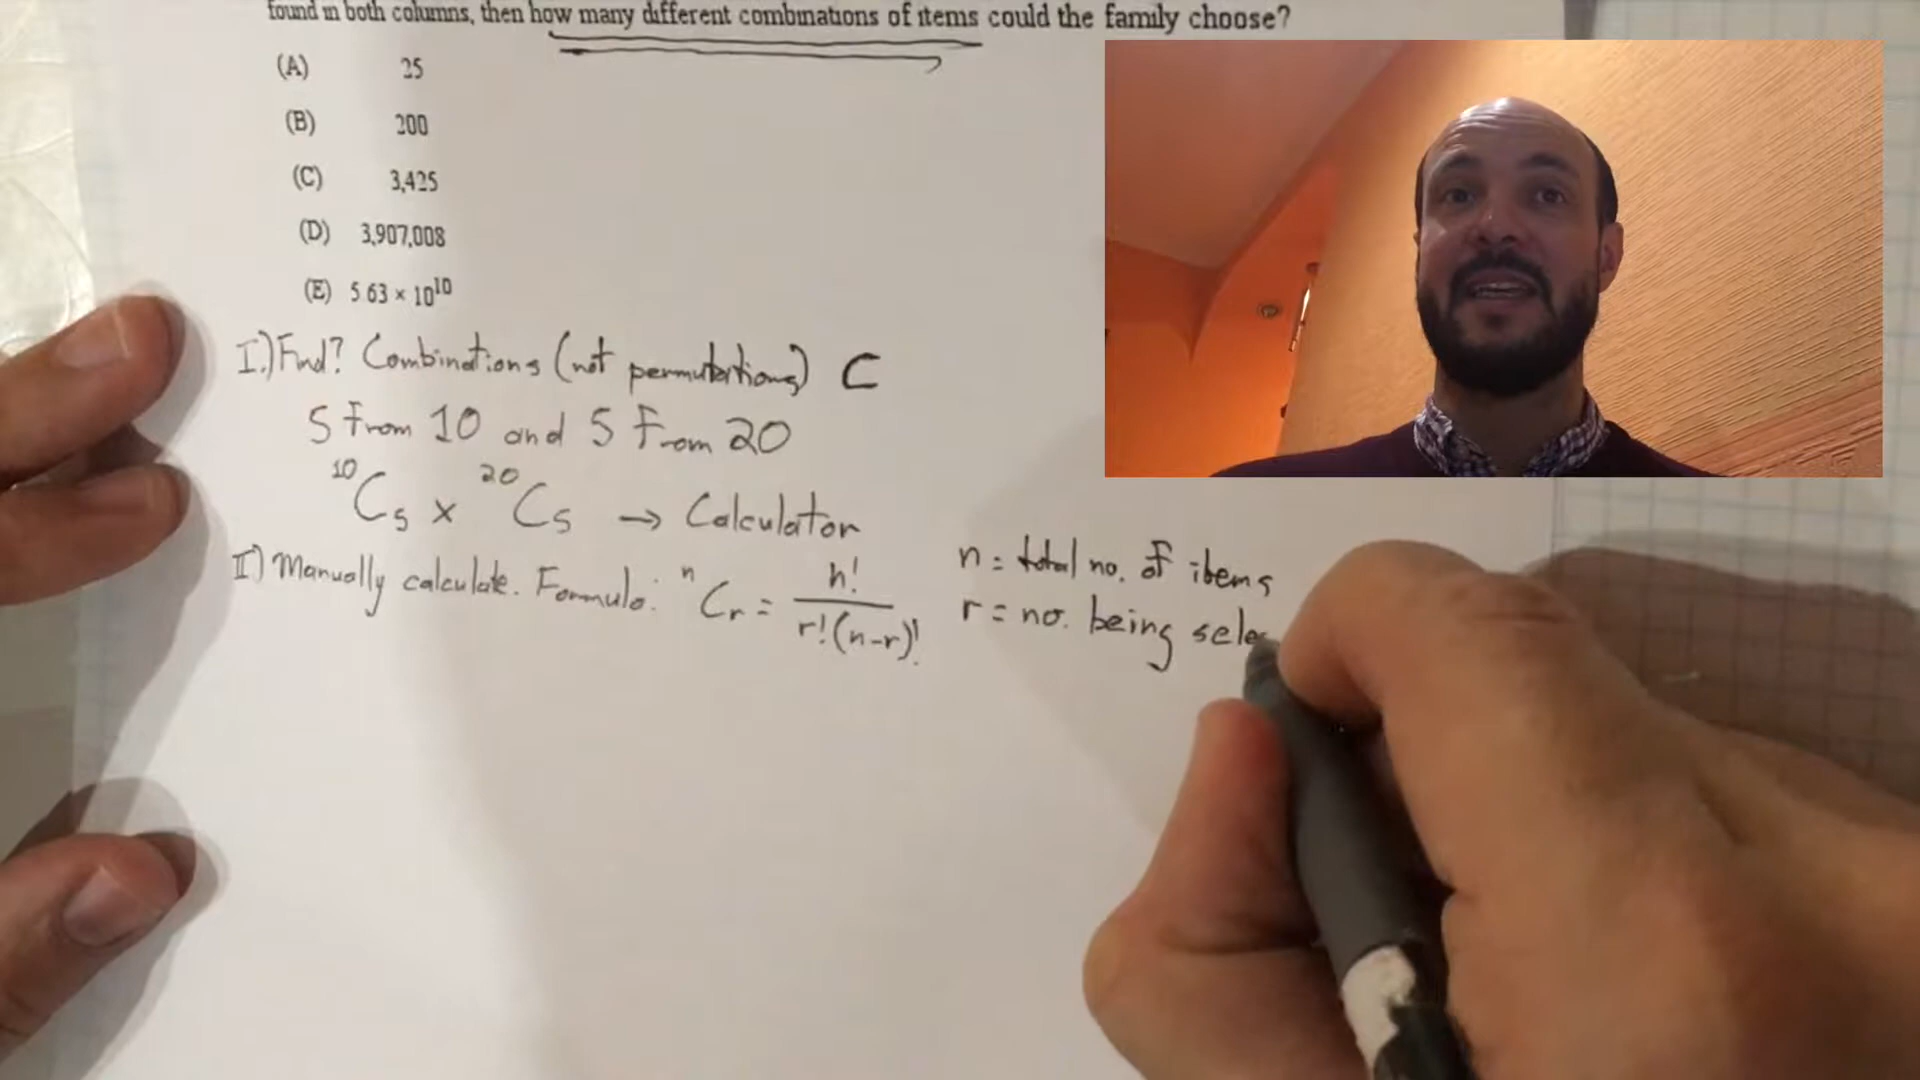 found in both columns, then how many different combinations of items could the family choose?
(A) 25
(B) 200
(C) 3,425
(D) 3,907,008
(E) 5.63 × 10¹⁰
I.) Find? Combinations (not permutations) C
5 from 10 and 5 from 20
¹⁰C₅ × ²⁰C₅ → Calculator
II) Manually calculate. Formula: ⁿCᵣ = n! / r!(n-r)!
n = total no. of items
r = no. being sele